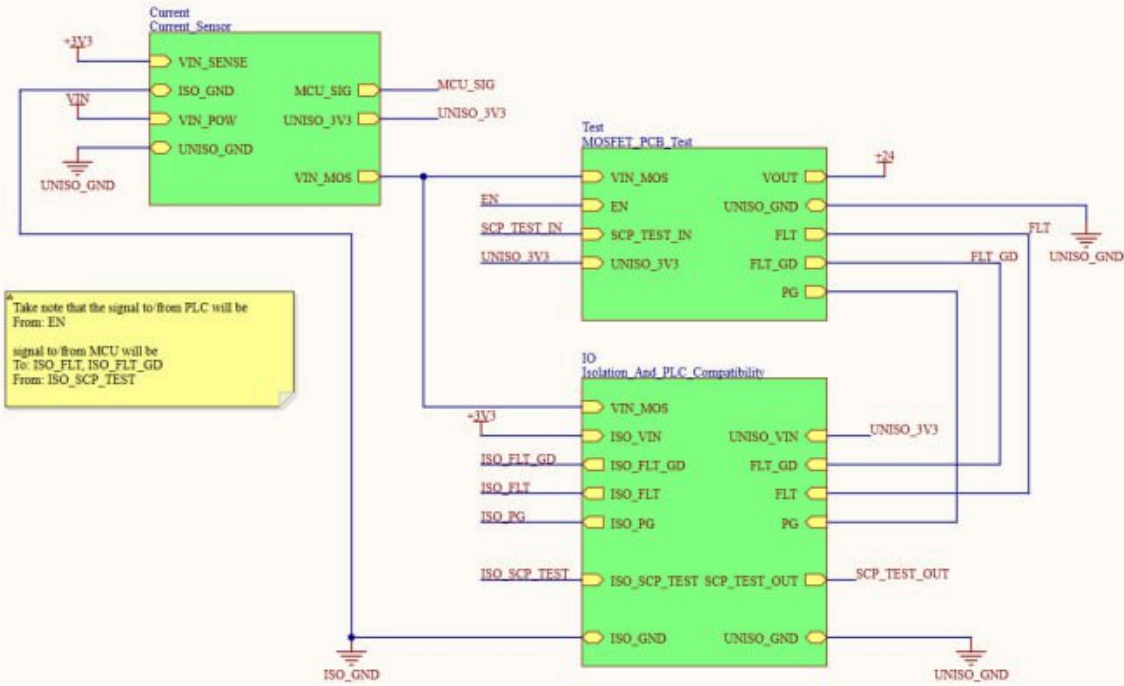 Current
Current_Sensor
+3V3
VIN_SENSE
ISO_GND
MCU_SIG
MCU_SIG
VIN
VIN_POW
UNISO_3V3
UNISO_3V3
UNISO_GND
UNISO_GND
VIN_MOS
Test
MOSFET_PCB_Test
VIN_MOS
VOUT
+24
EN
EN
UNISO_GND
UNISO_GND
SCP_TEST_IN
SCP_TEST_IN
FLT
FLT
UNISO_3V3
UNISO_3V3
FLT_GD
FLT_GD
PG
Take note that the signal to/from PLC will be
From: EN
signal to/from MCU will be
To: ISO_FLT, ISO_FLT_GD
From: ISO_SCP_TEST
IO
Isolation_And_PLC_Compatibility
VIN_MOS
+3V3
ISO_VIN
UNISO_VIN
UNISO_3V3
ISO_FLT_GD
ISO_FLT_GD
FLT_GD
ISO_FLT
ISO_FLT
FLT
ISO_PG
ISO_PG
PG
ISO_SCP_TEST
ISO_SCP_TEST
SCP_TEST_OUT
SCP_TEST_OUT
ISO_GND
UNISO_GND
ISO_GND
UNISO_GND